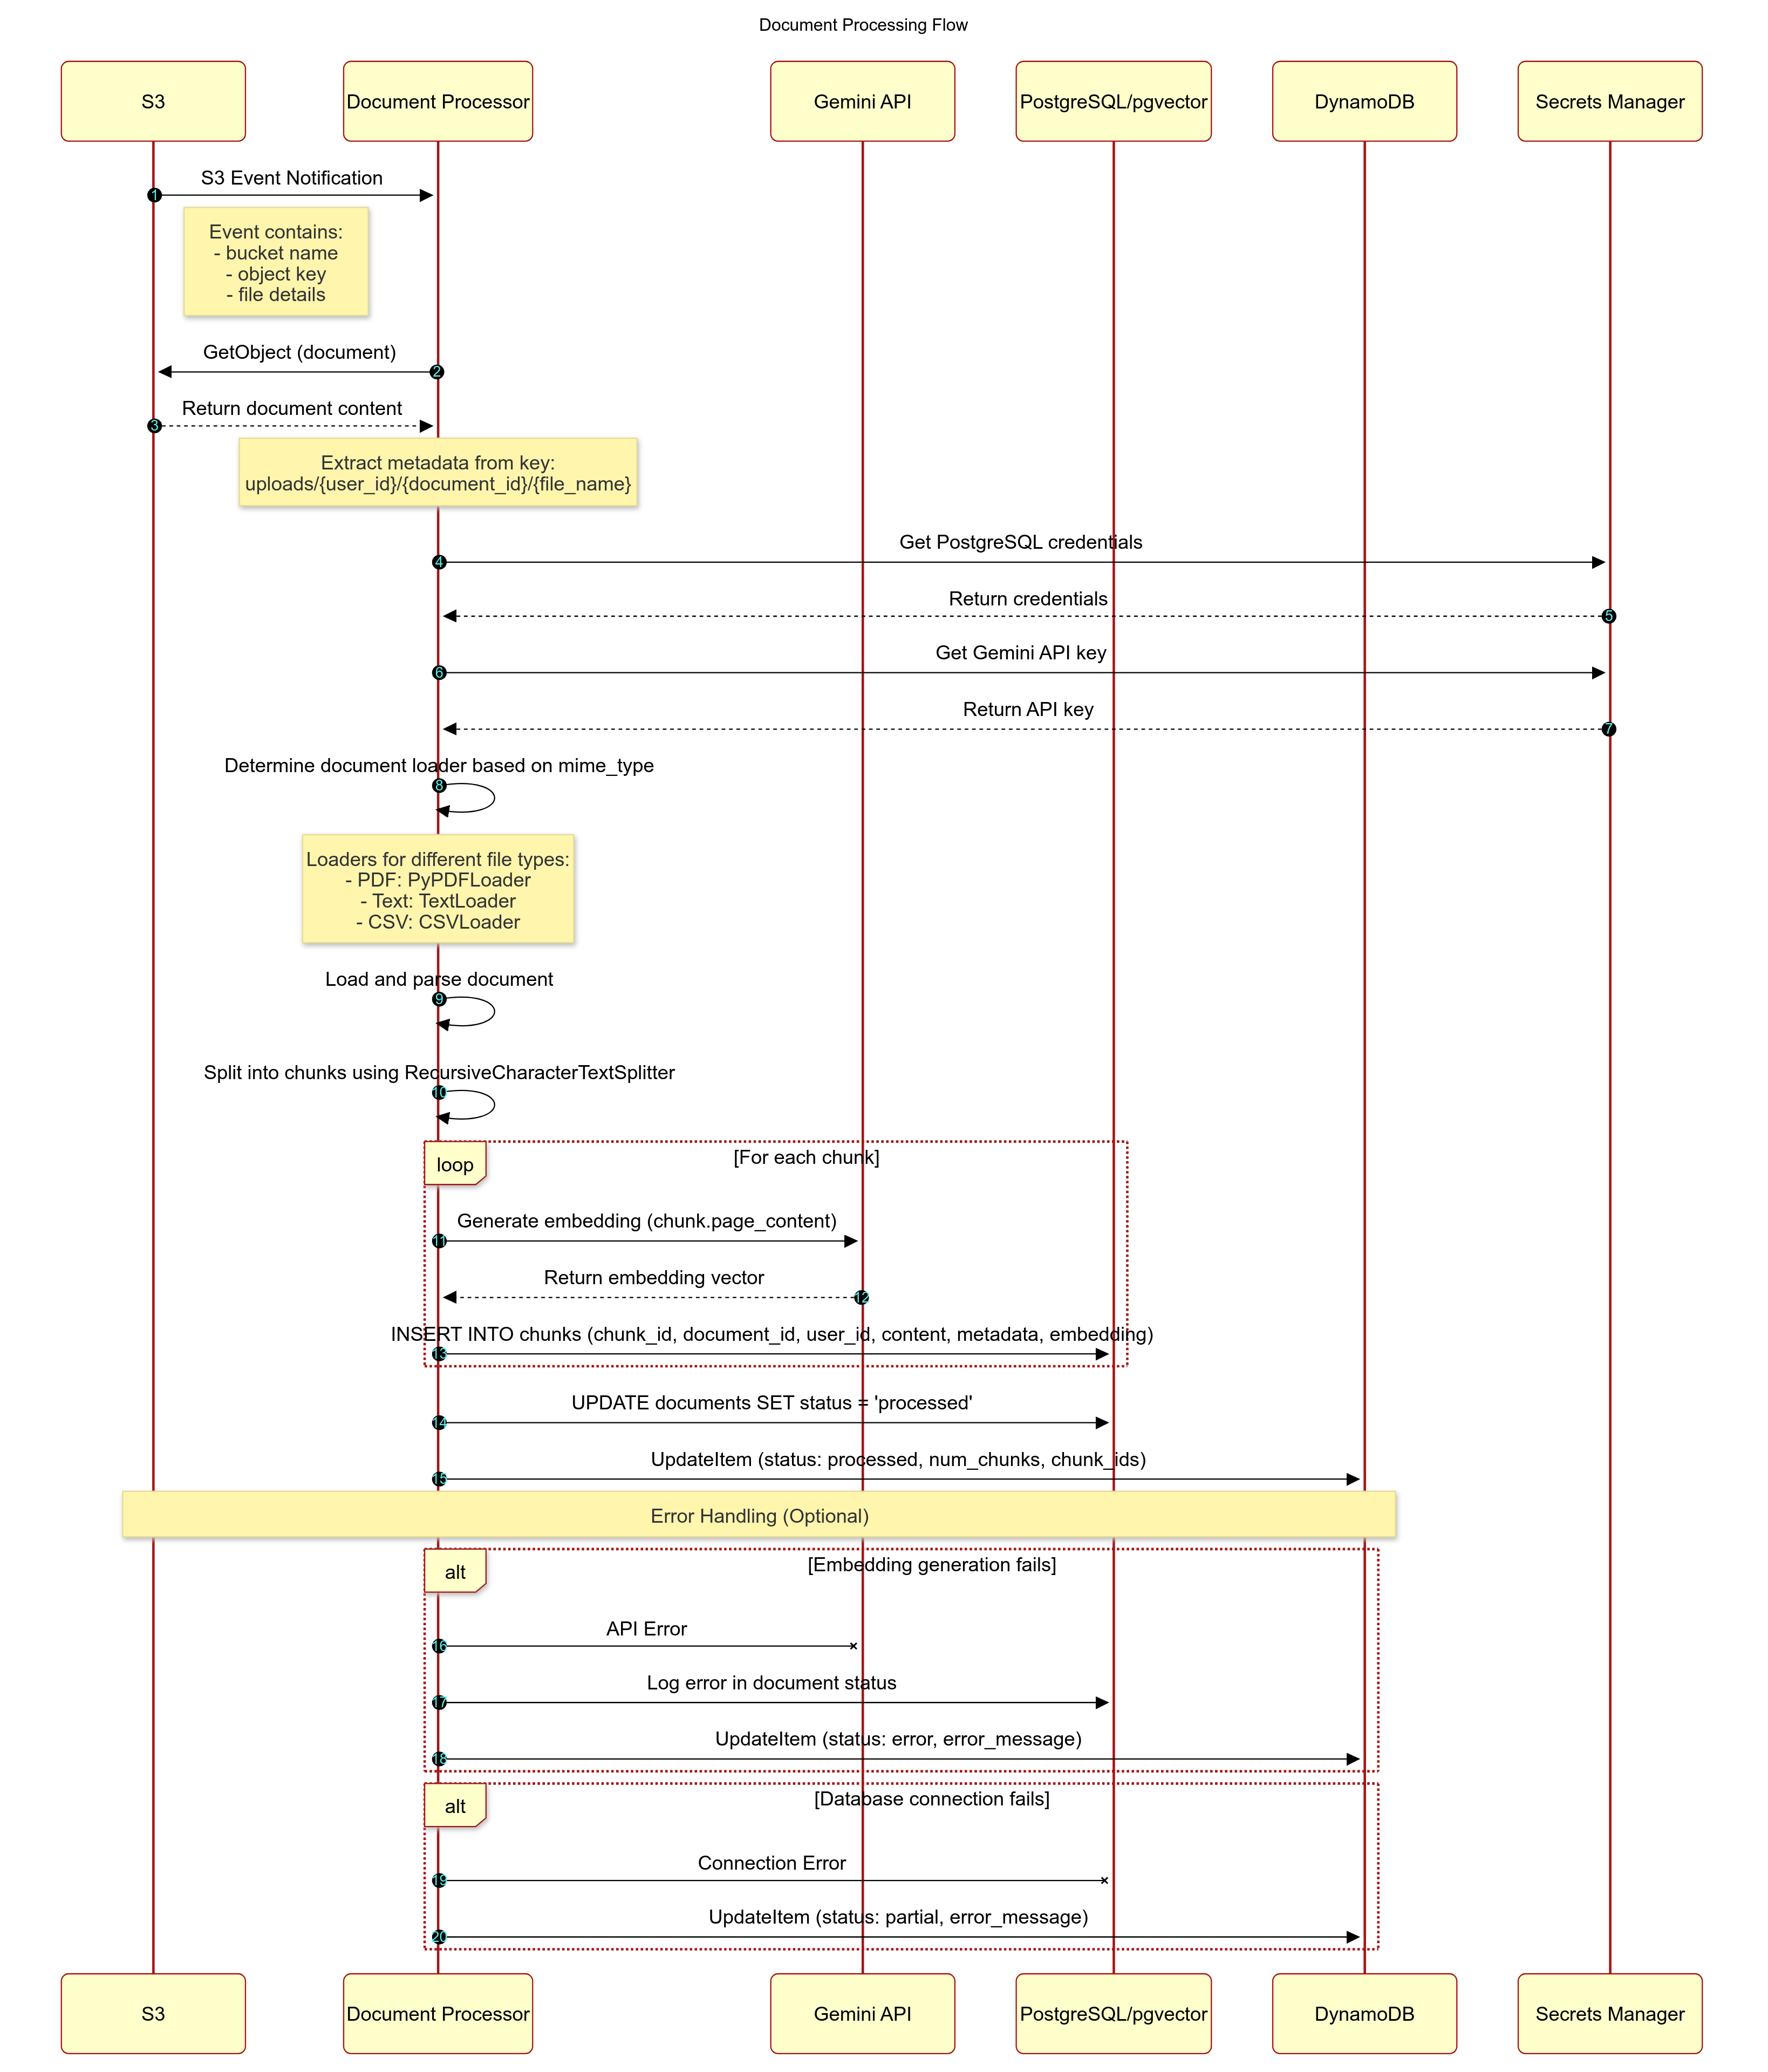 Document Processing Flow
S3
Document Processor
Gemini API
PostgreSQL/pgvector
DynamoDB
Secrets Manager
S3 Event Notification
1
Event contains:
- bucket name
- object key
- file details
GetObject (document)
2
Return document content
3
Extract metadata from key:
uploads/{user_id}/{document_id}/{file_name}
Get PostgreSQL credentials
4
Return credentials
5
Get Gemini API key
6
Return API key
7
Determine document loader based on mime_type
8
Loaders for different file types:
- PDF: PyPDFLoader
- Text: TextLoader
- CSV: CSVLoader
Load and parse document
9
Split into chunks using RecursiveCharacterTextSplitter
10
loop
[For each chunk]
Generate embedding (chunk.page_content)
11
Return embedding vector
12
INSERT INTO chunks (chunk_id, document_id, user_id, content, metadata, embedding)
13
UPDATE documents SET status = 'processed'
14
UpdateItem (status: processed, num_chunks, chunk_ids)
15
Error Handling (Optional)
alt
[Embedding generation fails]
API Error
16
Log error in document status
17
UpdateItem (status: error, error_message)
18
alt
[Database connection fails]
Connection Error
19
UpdateItem (status: partial, error_message)
20
S3
Document Processor
Gemini API
PostgreSQL/pgvector
DynamoDB
Secrets Manager